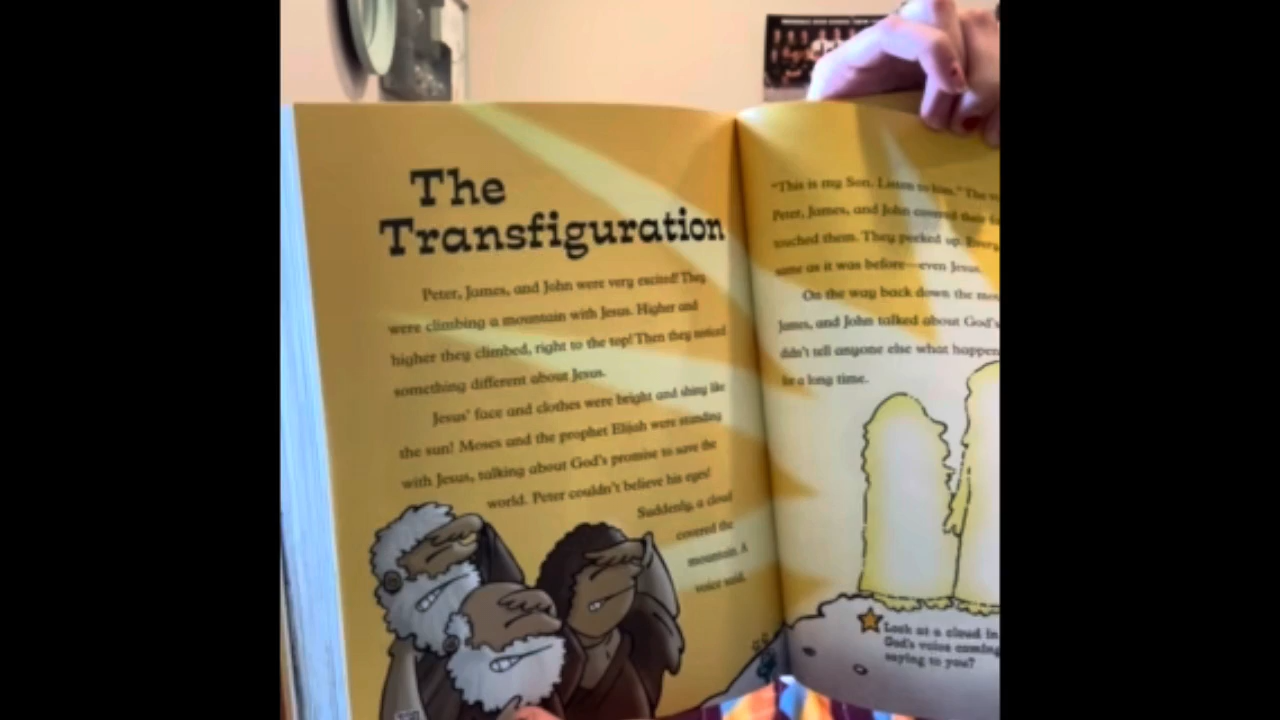 The
Transfiguration
Peter, James, and John were very excited! They
were climbing a mountain with Jesus. Higher and
higher they climbed, right to the top! Then they noticed
something different about Jesus.
Jesus' face and clothes were bright and shiny like
the sun! Moses and the prophet Elijah were standing
with Jesus, talking about God's promise to save the
world. Peter couldn't believe his eyes!
Suddenly, a cloud
covered the
mountain. A
voice said,
"This is my Son. Listen to him." The
Peter, James, and John covered their
touched them. They peeked up. Every
same as it was before—even Jesus.
On the way back down the
James, and John talked about God's
didn't tell anyone else what happen
for a long time.
Look at a cloud in
God's voice coming
saying to you?